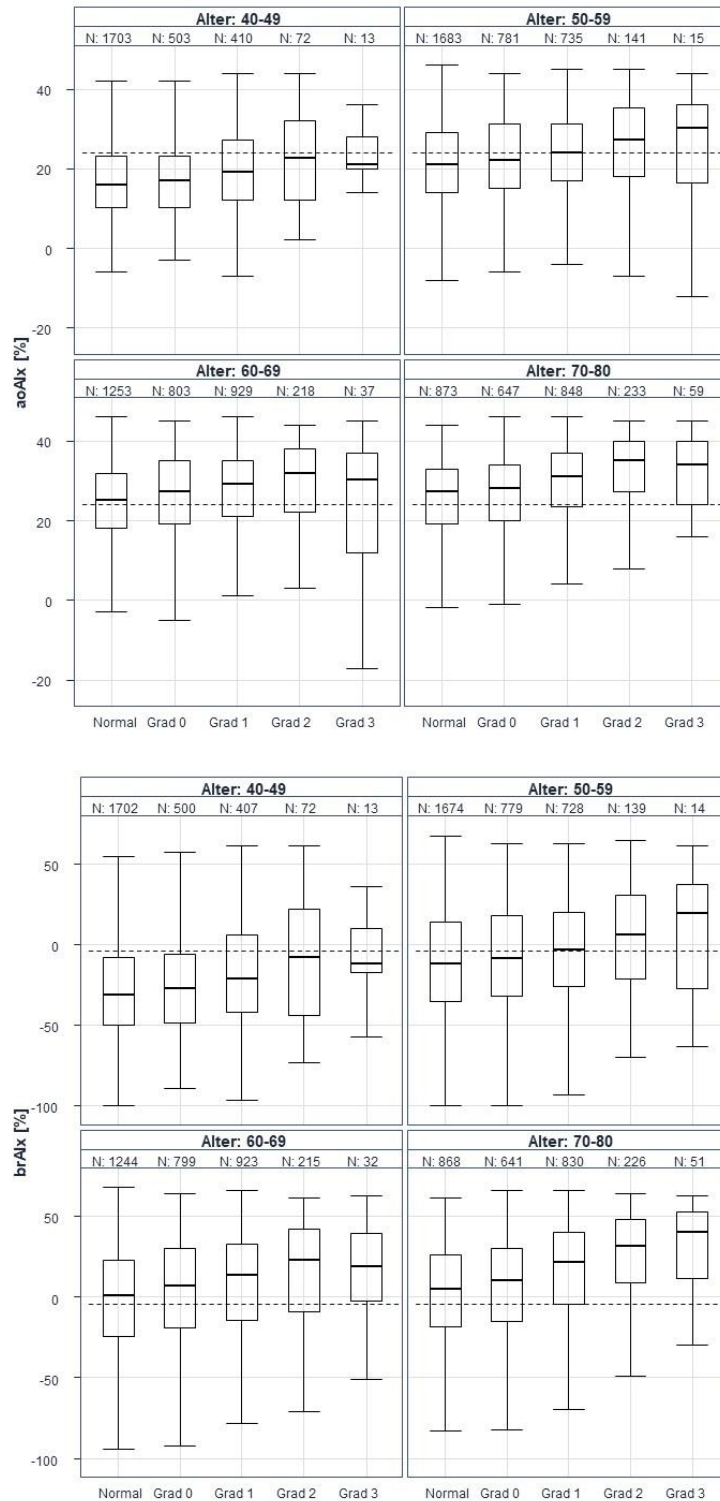 Alter: 40-49 Alter: 50-59
N: 1703 N: 503 N: 410 N: 72 N: 13 N: 1683 N: 781 N: 735 N: 141 N: 15
40
20
0
-20
aoAIx [%]
Alter: 60-69 Alter: 70-80
N: 1253 N: 803 N: 929 N: 218 N: 37 N: 873 N: 647 N: 848 N: 233 N: 59
40
20
0
-20
Normal Grad 0 Grad 1 Grad 2 Grad 3 Normal Grad 0 Grad 1 Grad 2 Grad 3
Alter: 40-49 Alter: 50-59
N: 1702 N: 500 N: 407 N: 72 N: 13 N: 1674 N: 779 N: 728 N: 139 N: 14
50
0
-50
-100
brAIx [%]
Alter: 60-69 Alter: 70-80
N: 1244 N: 799 N: 923 N: 215 N: 32 N: 868 N: 641 N: 830 N: 226 N: 51
50
0
-50
-100
Normal Grad 0 Grad 1 Grad 2 Grad 3 Normal Grad 0 Grad 1 Grad 2 Grad 3